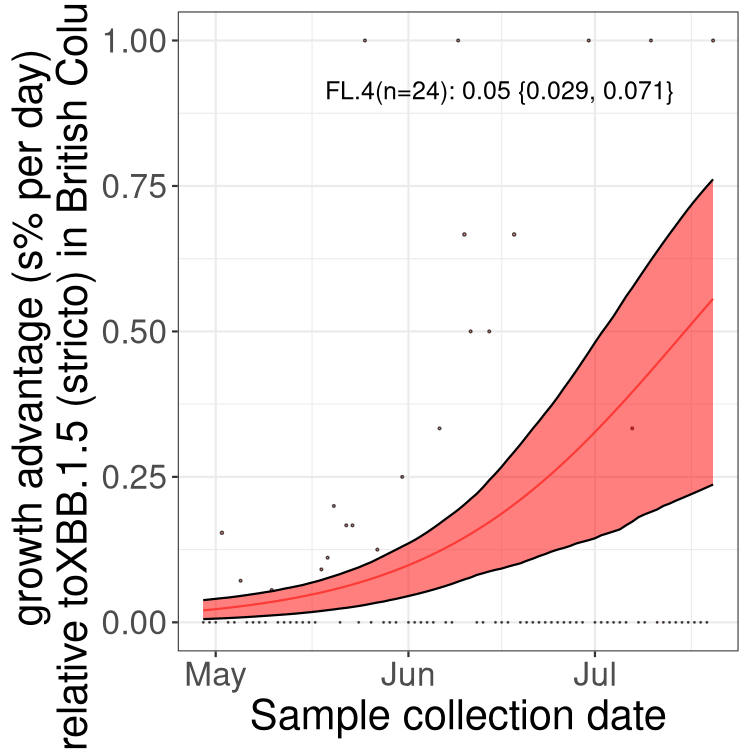 growth advantage (s% per day)
relative toXBB.1.5 (stricto) in British Colu
1.00
0.75
0.50
0.25
0.00
FL.4(n=24): 0.05 {0.029, 0.071}
May
Jun
Jul
Sample collection date